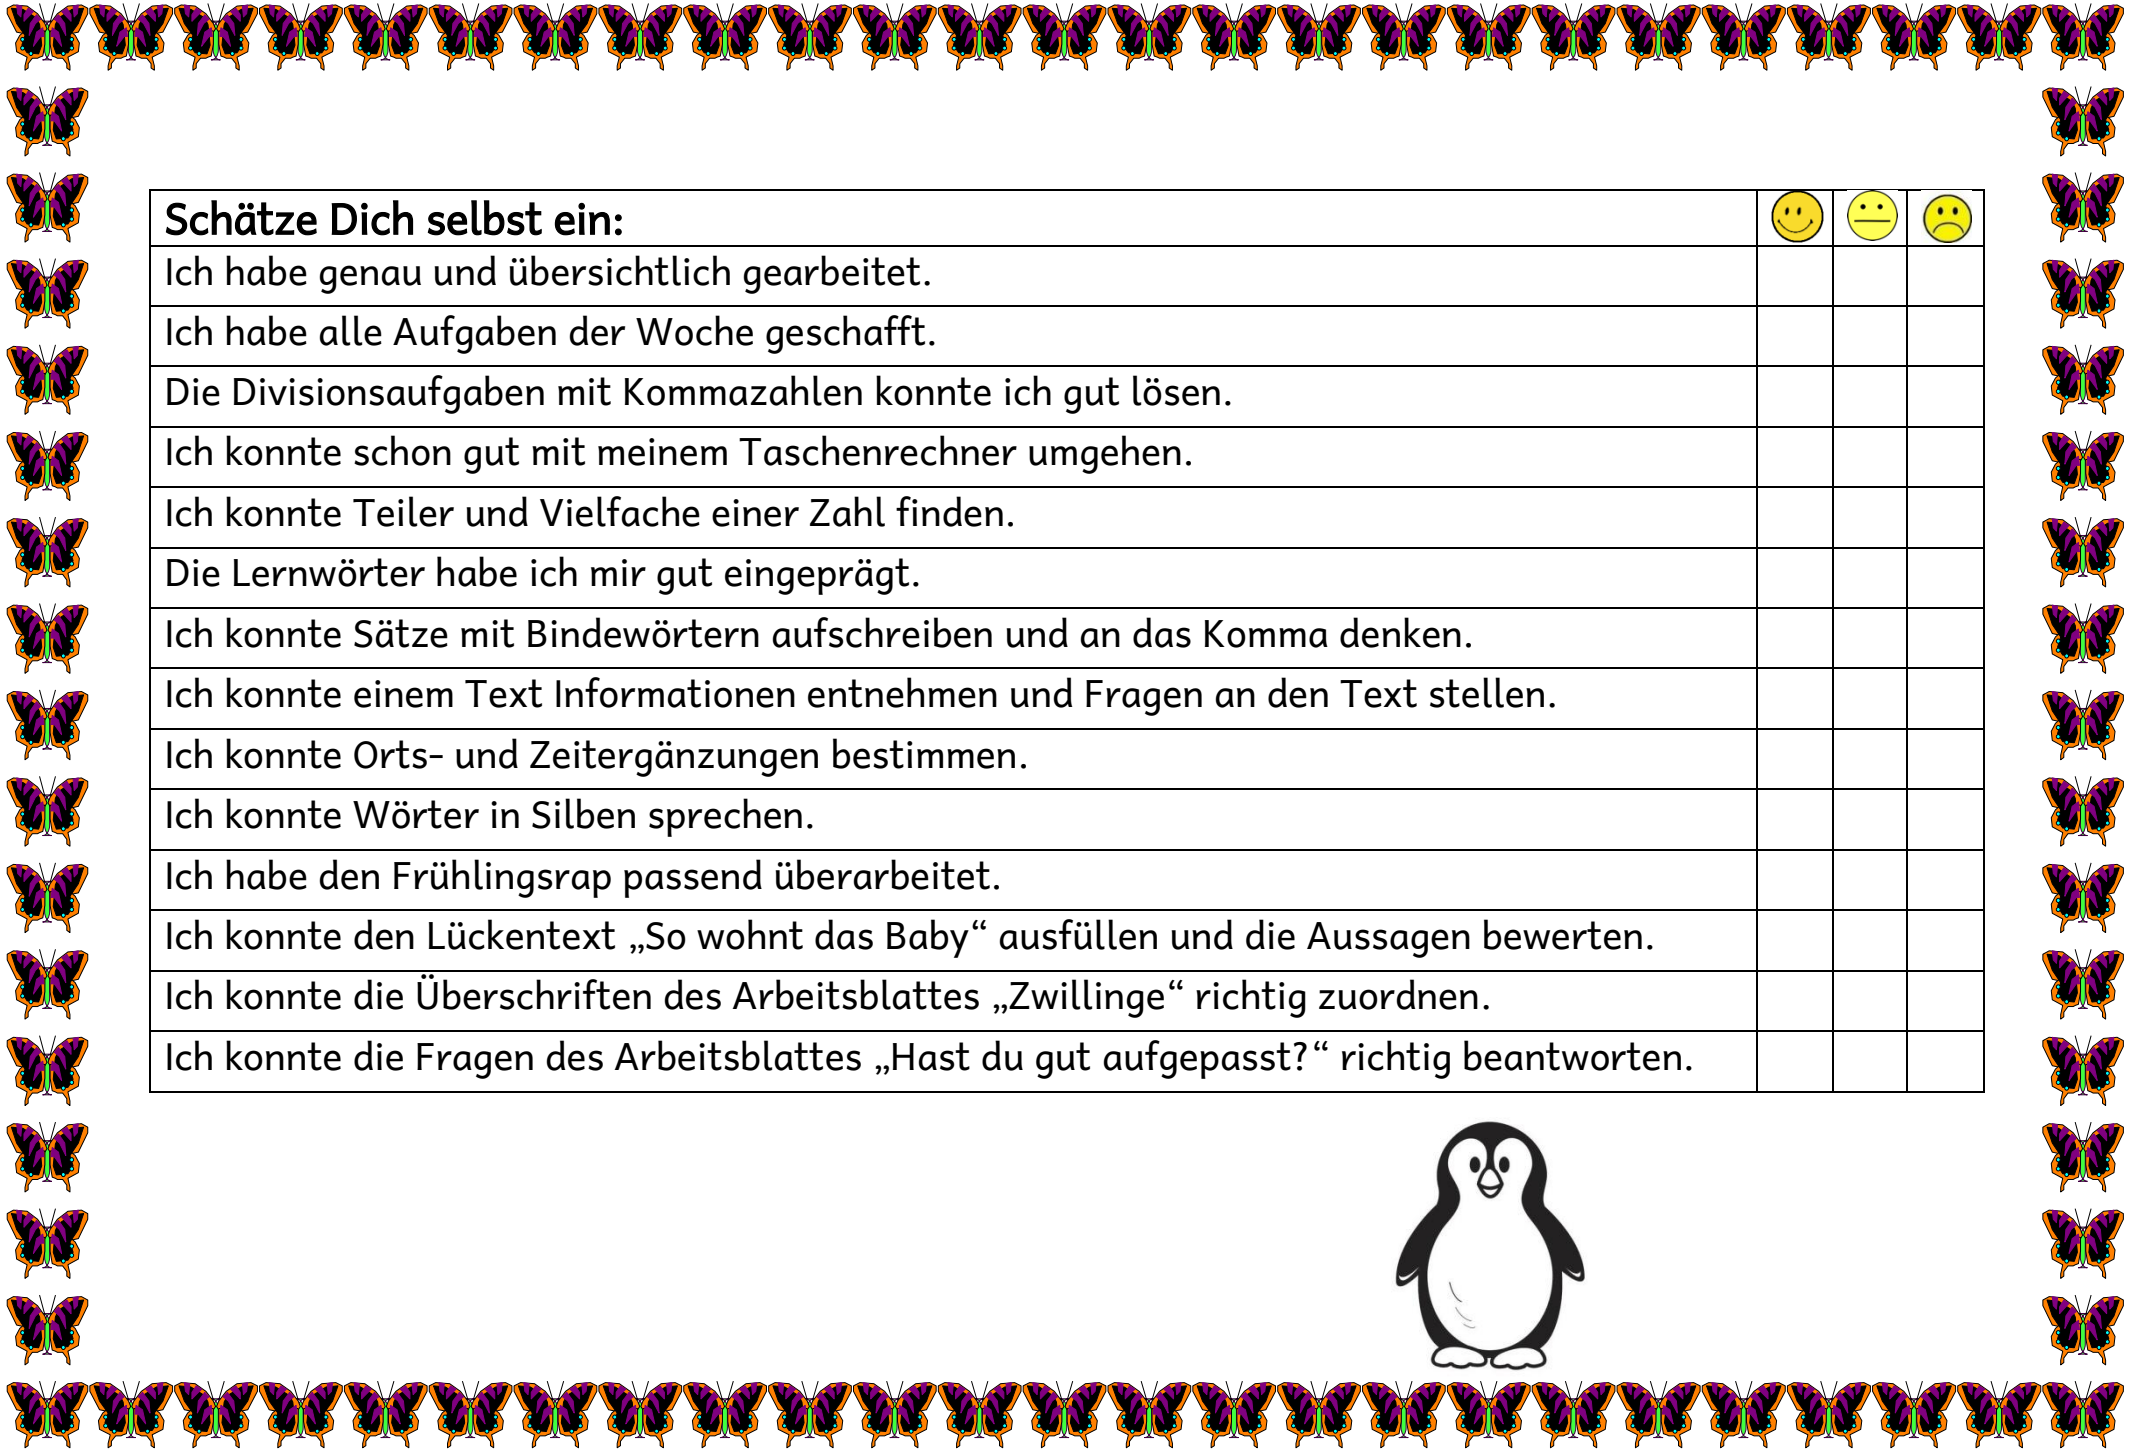 Schätze Dich selbst ein:
Ich habe genau und übersichtlich gearbeitet.
Ich habe alle Aufgaben der Woche geschafft.
Die Divisionsaufgaben mit Kommazahlen konnte ich gut lösen.
Ich konnte schon gut mit meinem Taschenrechner umgehen.
Ich konnte Teiler und Vielfache einer Zahl finden.
Die Lernwörter habe ich mir gut eingeprägt.
Ich konnte Sätze mit Bindewörtern aufschreiben und an das Komma denken.
Ich konnte einem Text Informationen entnehmen und Fragen an den Text stellen.
Ich konnte Orts- und Zeitergänzungen bestimmen.
Ich konnte Wörter in Silben sprechen.
Ich habe den Frühlingsrap passend überarbeitet.
Ich konnte den Lückentext „So wohnt das Baby“ ausfüllen und die Aussagen bewerten.
Ich konnte die Überschriften des Arbeitsblattes „Zwillinge“ richtig zuordnen.
Ich konnte die Fragen des Arbeitsblattes „Hast du gut aufgepasst?“ richtig beantworten.